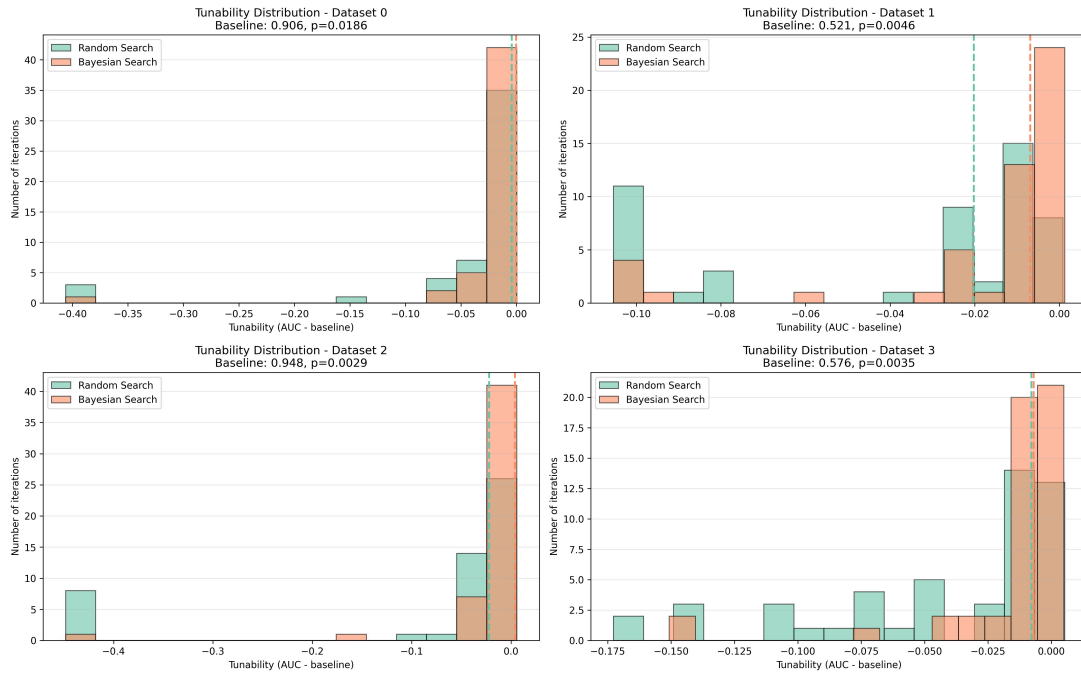 Tunability Distribution - Dataset 0
Baseline: 0.906, p=0.0186
Random Search
Bayesian Search
Number of iterations
40
35
30
25
20
15
10
5
0
−0.40
−0.35
−0.30
−0.25
−0.20
−0.15
−0.10
−0.05
0.00
Tunability (AUC - baseline)
Tunability Distribution - Dataset 1
Baseline: 0.521, p=0.0046
Random Search
Bayesian Search
Number of iterations
25
20
15
10
5
0
−0.10
−0.08
−0.06
−0.04
−0.02
0.00
Tunability (AUC - baseline)
Tunability Distribution - Dataset 2
Baseline: 0.948, p=0.0029
Random Search
Bayesian Search
Number of iterations
40
35
30
25
20
15
10
5
0
−0.4
−0.3
−0.2
−0.1
0.0
Tunability (AUC - baseline)
Tunability Distribution - Dataset 3
Baseline: 0.576, p=0.0035
Random Search
Bayesian Search
Number of iterations
20.0
17.5
15.0
12.5
10.0
7.5
5.0
2.5
0.0
−0.175
−0.150
−0.125
−0.100
−0.075
−0.050
−0.025
0.000
Tunability (AUC - baseline)